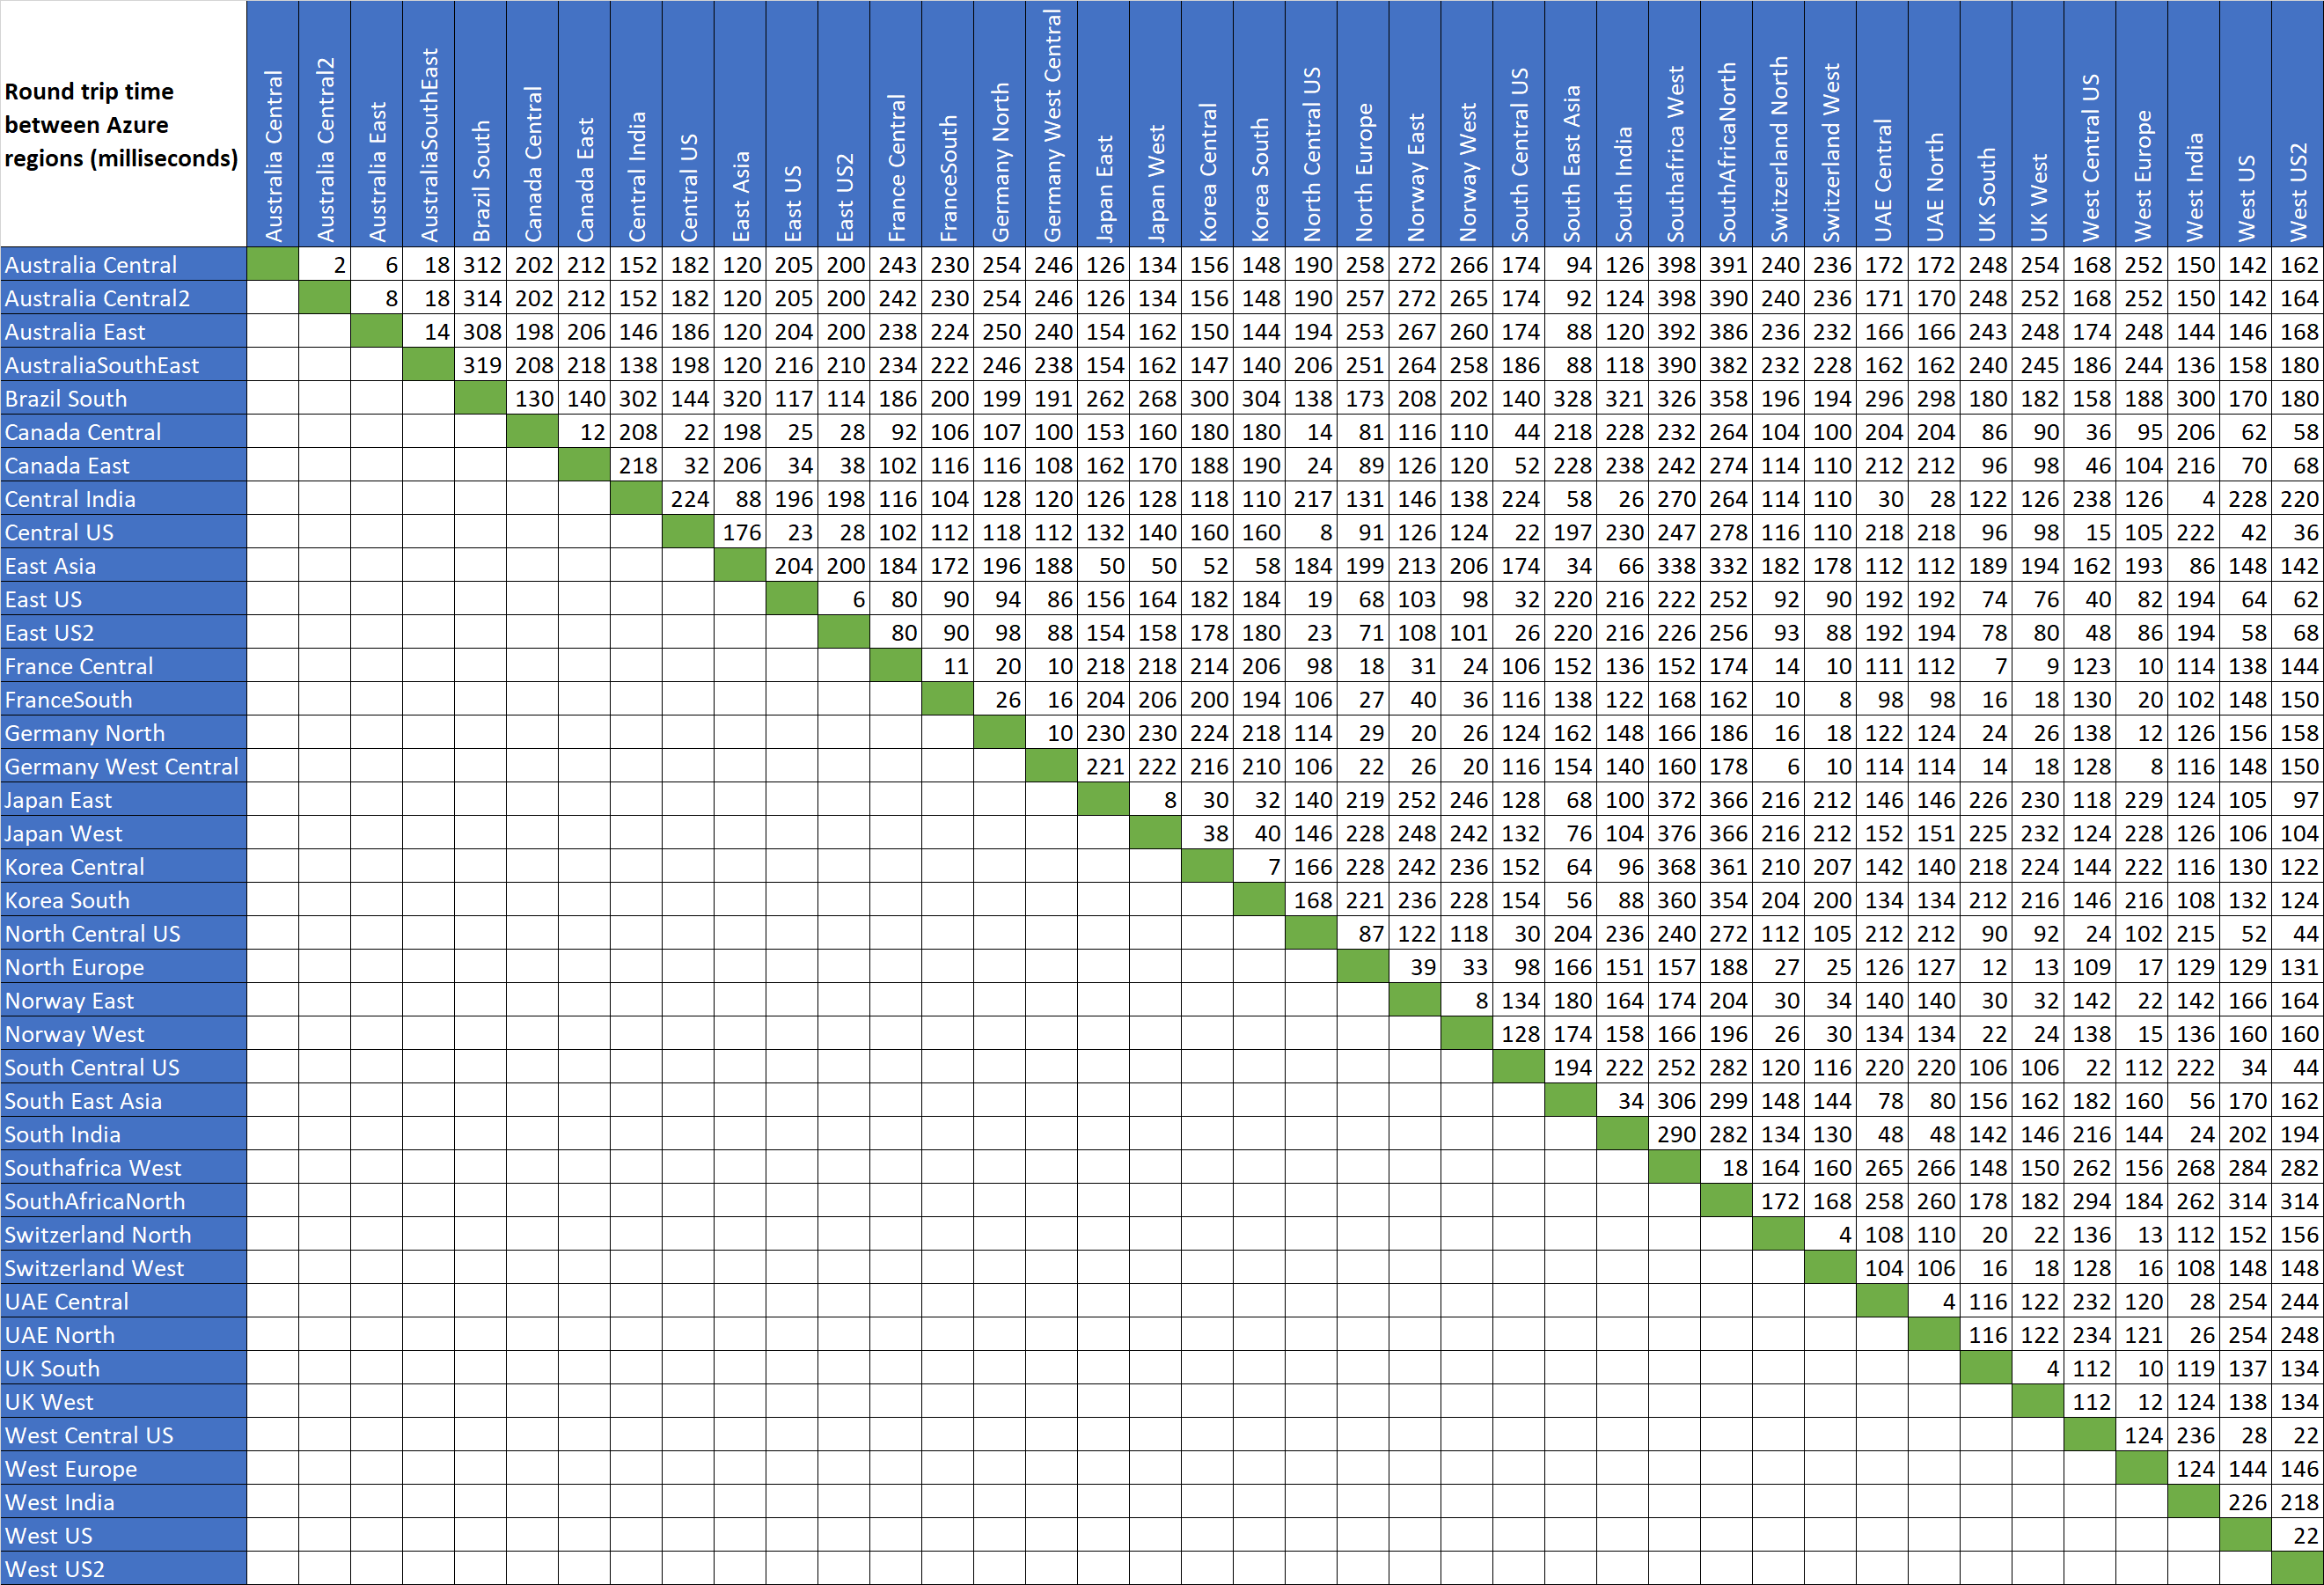 Round trip time
between Azure
regions (milliseconds)
Australia Central
Australia Central2
Australia East
AustraliaSouthEast
Brazil South
Canada Central
Canada East
Central India
Central US
East Asia
East US
East US2
France Central
FranceSouth
Germany North
Germany West Central
Japan East
Japan West
Korea Central
Korea South
North Central US
North Europe
Norway East
Norway West
South Central US
South East Asia
South India
Southafrica West
SouthAfricaNorth
Switzerland North
Switzerland West
UAE Central
UAE North
UK South
UK West
West Central US
West Europe
West India
West US
West US2
Australia Central 2 6 18 312 202 212 152 182 120 205 200 243 230 254 246 126 134 156 148 190 258 272 266 174 94 126 398 391 240 236 172 172 248 254 168 252 150 142 162
Australia Central2 8 18 314 202 212 152 182 120 205 200 242 230 254 246 126 134 156 148 190 257 272 265 174 92 124 398 390 240 236 171 170 248 252 168 252 150 142 164
Australia East 14 308 198 206 146 186 120 204 200 238 224 250 240 154 162 150 144 194 253 267 260 174 88 120 392 386 236 232 166 166 243 248 174 248 144 146 168
AustraliaSouthEast 319 208 218 138 198 120 216 210 234 222 246 238 154 162 147 140 206 251 264 258 186 88 118 390 382 232 228 162 162 240 245 186 244 136 158 180
Brazil South 130 140 302 144 320 117 114 186 200 199 191 262 268 300 304 138 173 208 202 140 328 321 326 358 196 194 296 298 180 182 158 188 300 170 180
Canada Central 12 208 22 198 25 28 92 106 107 100 153 160 180 180 14 81 116 110 44 218 228 232 264 104 100 204 204 86 90 36 95 206 62 58
Canada East 218 32 206 34 38 102 116 116 108 162 170 188 190 24 89 126 120 52 228 238 242 274 114 110 212 212 96 98 46 104 216 70 68
Central India 224 88 196 198 116 104 128 120 126 128 118 110 217 131 146 138 224 58 26 270 264 114 110 30 28 122 126 238 126 4 228 220
Central US 176 23 28 102 112 118 112 132 140 160 160 8 91 126 124 22 197 230 247 278 116 110 218 218 96 98 15 105 222 42 36
East Asia 204 200 184 172 196 188 50 50 52 58 184 199 213 206 174 34 66 338 332 182 178 112 112 189 194 162 193 86 148 142
East US 6 80 90 94 86 156 164 182 184 19 68 103 98 32 220 216 222 252 92 90 192 192 74 76 40 82 194 64 62
East US2 80 90 98 88 154 158 178 180 23 71 108 101 26 220 216 226 256 93 88 192 194 78 80 48 86 194 58 68
France Central 11 20 10 218 218 214 206 98 18 31 24 106 152 136 152 174 14 10 111 112 7 9 123 10 114 138 144
FranceSouth 26 16 204 206 200 194 106 27 40 36 116 138 122 168 162 10 8 98 98 16 18 130 20 102 148 150
Germany North 10 230 230 224 218 114 29 20 26 124 162 148 166 186 16 18 122 124 24 26 138 12 126 156 158
Germany West Central 221 222 216 210 106 22 26 20 116 154 140 160 178 6 10 114 114 14 18 128 8 116 148 150
Japan East 8 30 32 140 219 252 246 128 68 100 372 366 216 212 146 146 226 230 118 229 124 105 97
Japan West 38 40 146 228 248 242 132 76 104 376 366 216 212 152 151 225 232 124 228 126 106 104
Korea Central 7 166 228 242 236 152 64 96 368 361 210 207 142 140 218 224 144 222 116 130 122
Korea South 168 221 236 228 154 56 88 360 354 204 200 134 134 212 216 146 216 108 132 124
North Central US 87 122 118 30 204 236 240 272 112 105 212 212 90 92 24 102 215 52 44
North Europe 39 33 98 166 151 157 188 27 25 126 127 12 13 109 17 129 129 131
Norway East 8 134 180 164 174 204 30 34 140 140 30 32 142 22 142 166 164
Norway West 128 174 158 166 196 26 30 134 134 22 24 138 15 136 160 160
South Central US 194 222 252 282 120 116 220 220 106 106 22 112 222 34 44
South East Asia 34 306 299 148 144 78 80 156 162 182 160 56 170 162
South India 290 282 134 130 48 48 142 146 216 144 24 202 194
Southafrica West 18 164 160 265 266 148 150 262 156 268 284 282
SouthAfricaNorth 172 168 258 260 178 182 294 184 262 314 314
Switzerland North 4 108 110 20 22 136 13 112 152 156
Switzerland West 104 106 16 18 128 16 108 148 148
UAE Central 4 116 122 232 120 28 254 244
UAE North 116 122 234 121 26 254 248
UK South 4 112 10 119 137 134
UK West 112 12 124 138 134
West Central US 124 236 28 22
West Europe 124 144 146
West India 226 218
West US 22
West US2